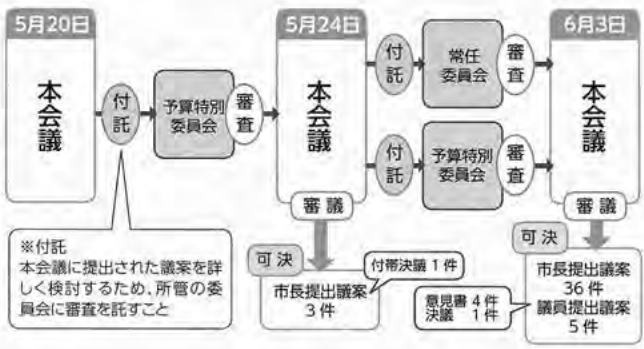 5月20日
本会議
付託
予算特別
委員会
審査
5月24日
本会議
付託
常任
委員会
審査
付託
予算特別
委員会
審査
6月3日
本会議
※付託
本会議に提出された議案を詳
しく検討するため、所管の委
員会に審査を託すこと
審議
可決
付帯決議1件
市長提出議案
3件
審議
可決
市長提出議案
36件
議員提出議案
5件
意見書4件
決議 1件